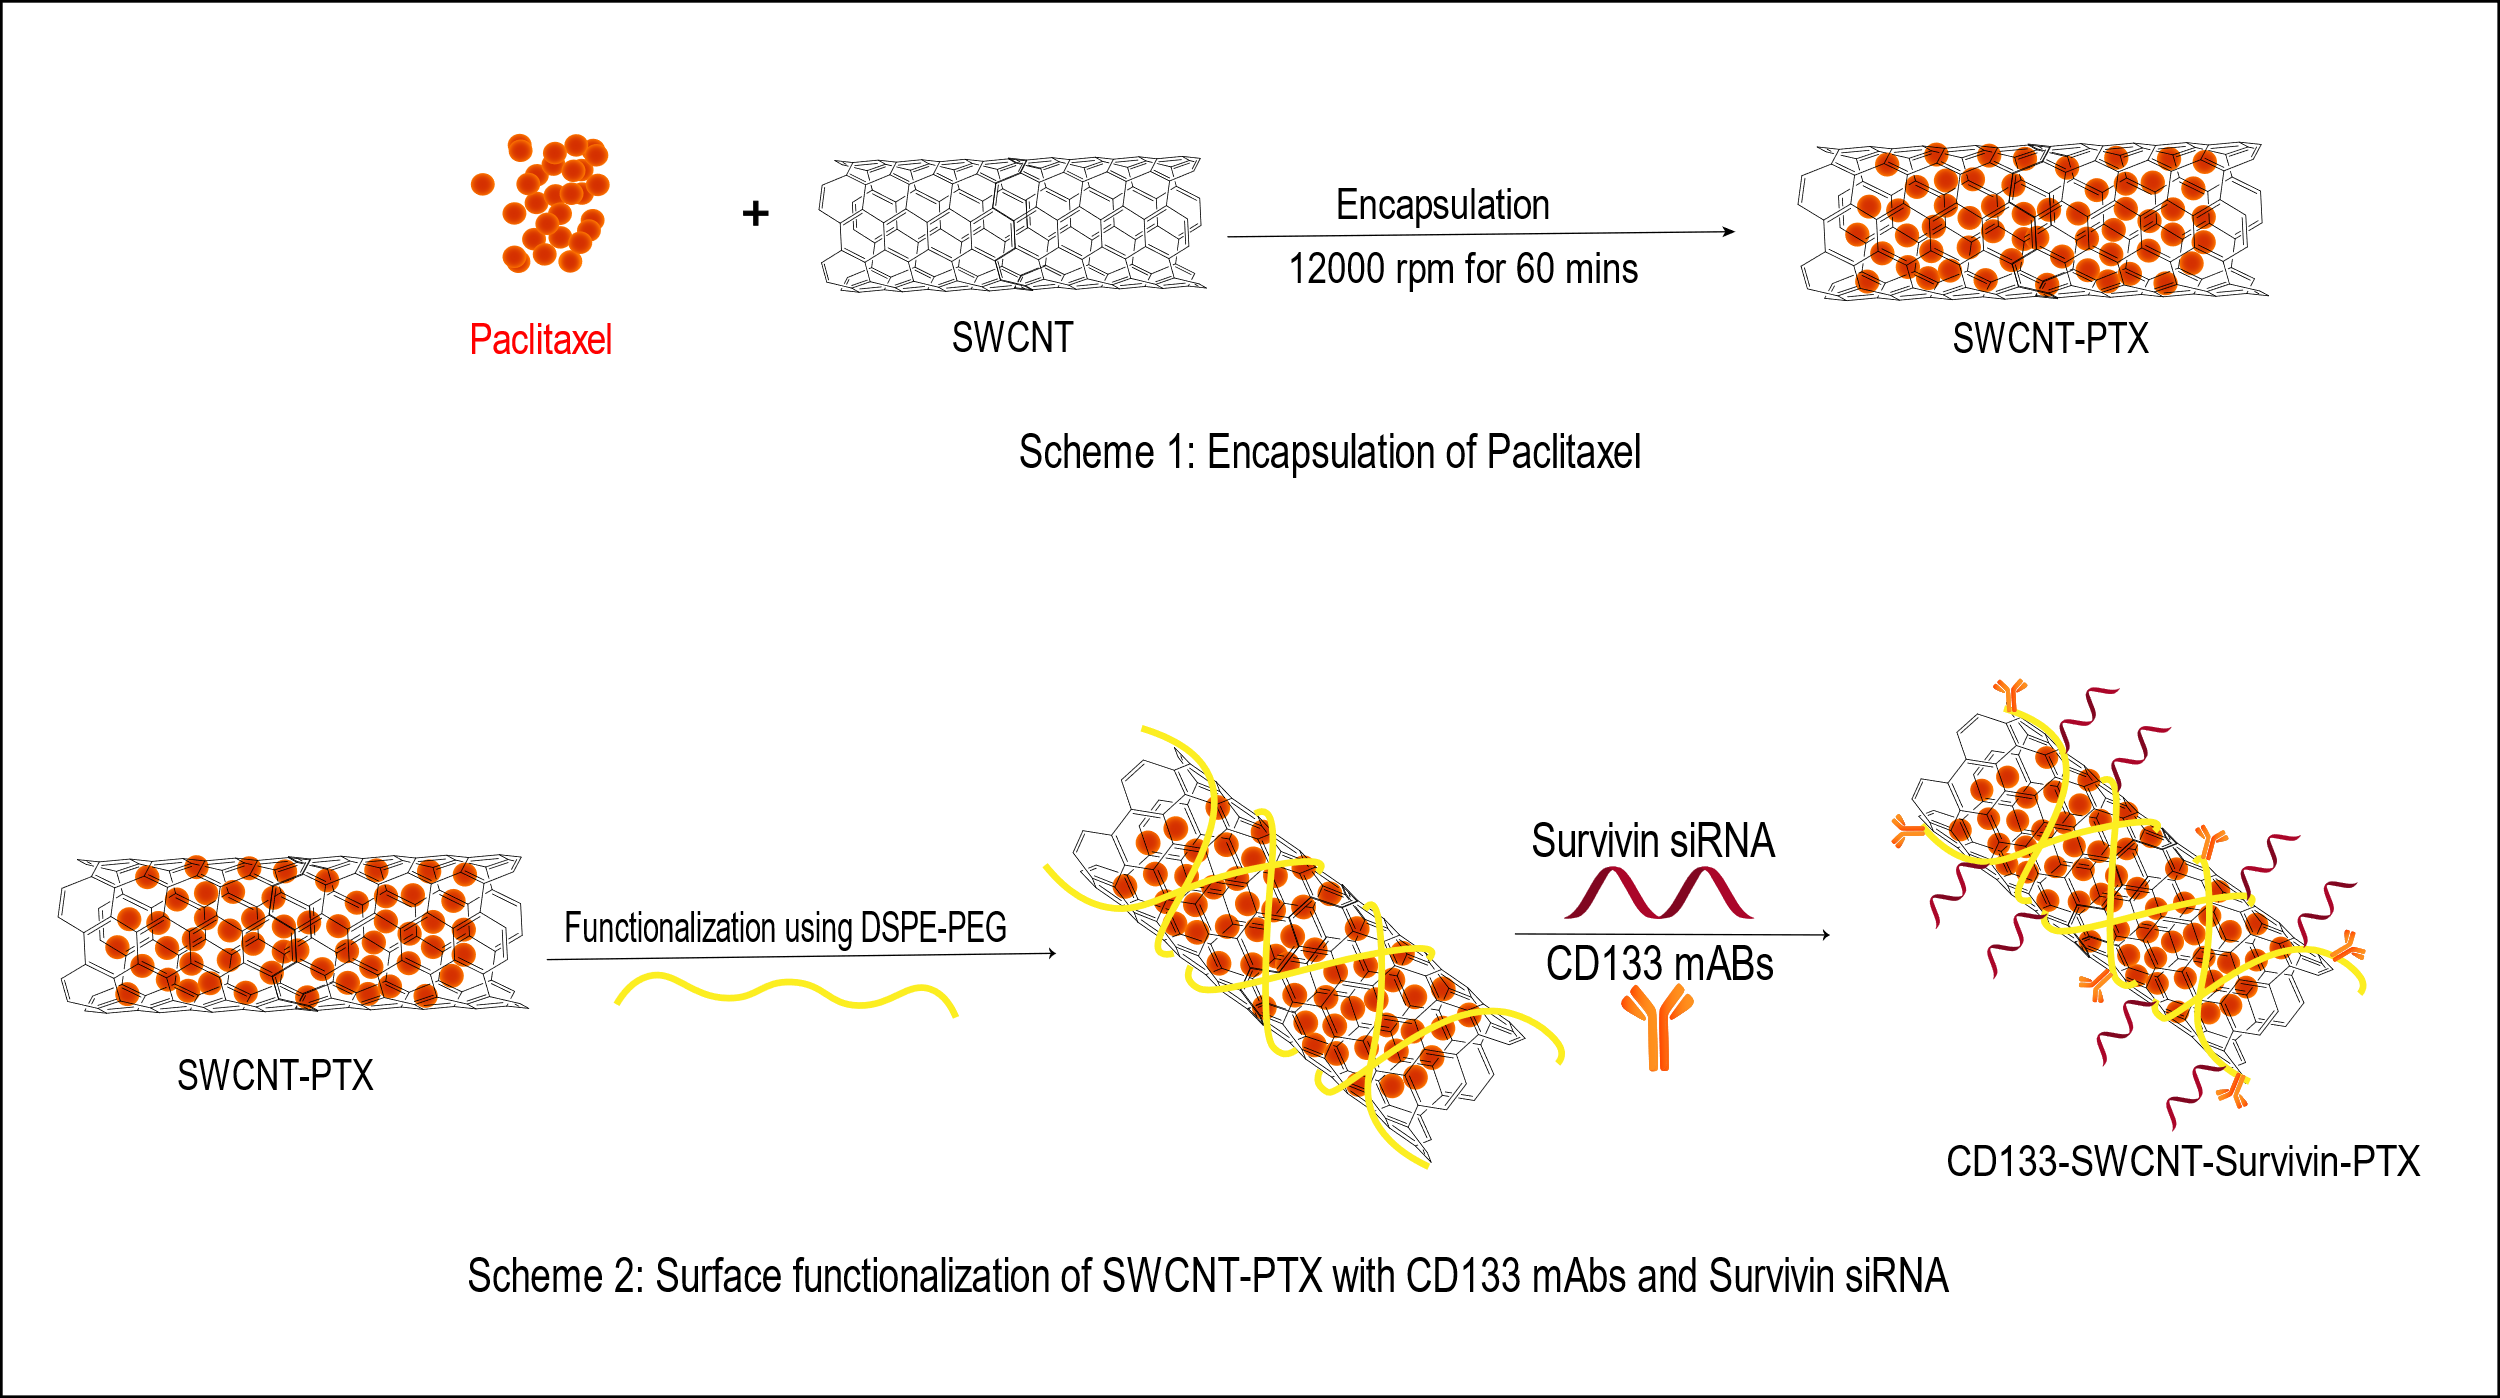 +
Encapsulation
12000 rpm for 60 mins
Paclitaxel
SWCNT
SWCNT-PTX
Scheme 1: Encapsulation of Paclitaxel
Survivin siRNA
Functionalization using DSPE-PEG
CD133 mABs
SWCNT-PTX
CD133-SWCNT-Survivin-PTX
Scheme 2: Surface functionalization of SWCNT-PTX with CD133 mAbs and Survivin siRNA